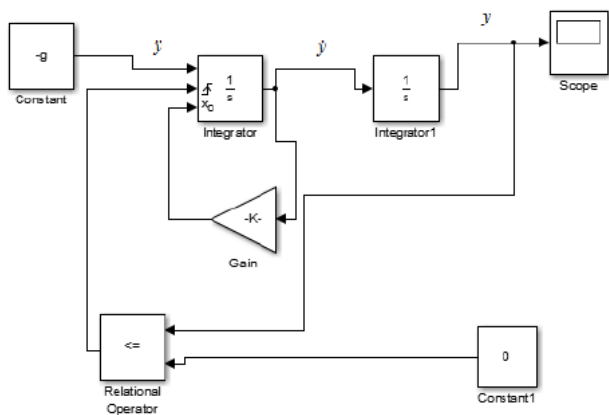 ÿ
ẏ
y
-g
1
s
x0
1
s
Constant
Integrator
Integrator1
Scope
-K-
Gain
<=
0
Relational
Operator
Constant1